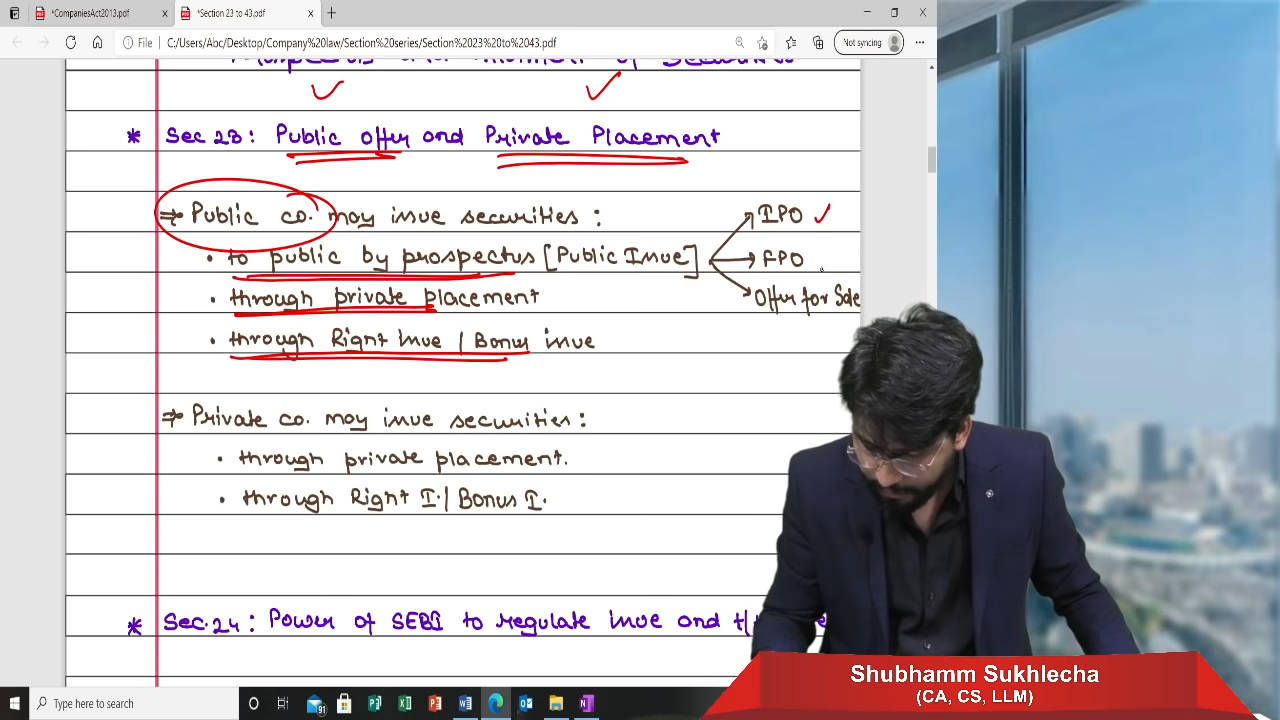 *CompaniesAct2013.pdf
*Section 23 to 43.pdf
File
C:/Users/Abc/Desktop/Company%20law/Section%20series/Section%2023%20to%2043.pdf
Not syncing
* Sec 23: Public Offer and Private Placement
⇒ Public co. may issue securities:
• to public by prospectus [Public Issue]
→ IPO
→ FPO
→ Offer for Sale
• through private placement
• through Right issue / Bonus issue
⇒ Private co. may issue securities:
• through private placement.
• through Right I. / Bonus I.
* Sec. 24: Power of SEBI to regulate issue and
Shubhamm Sukhlecha
(CA, CS, LLM)
Type here to search
91